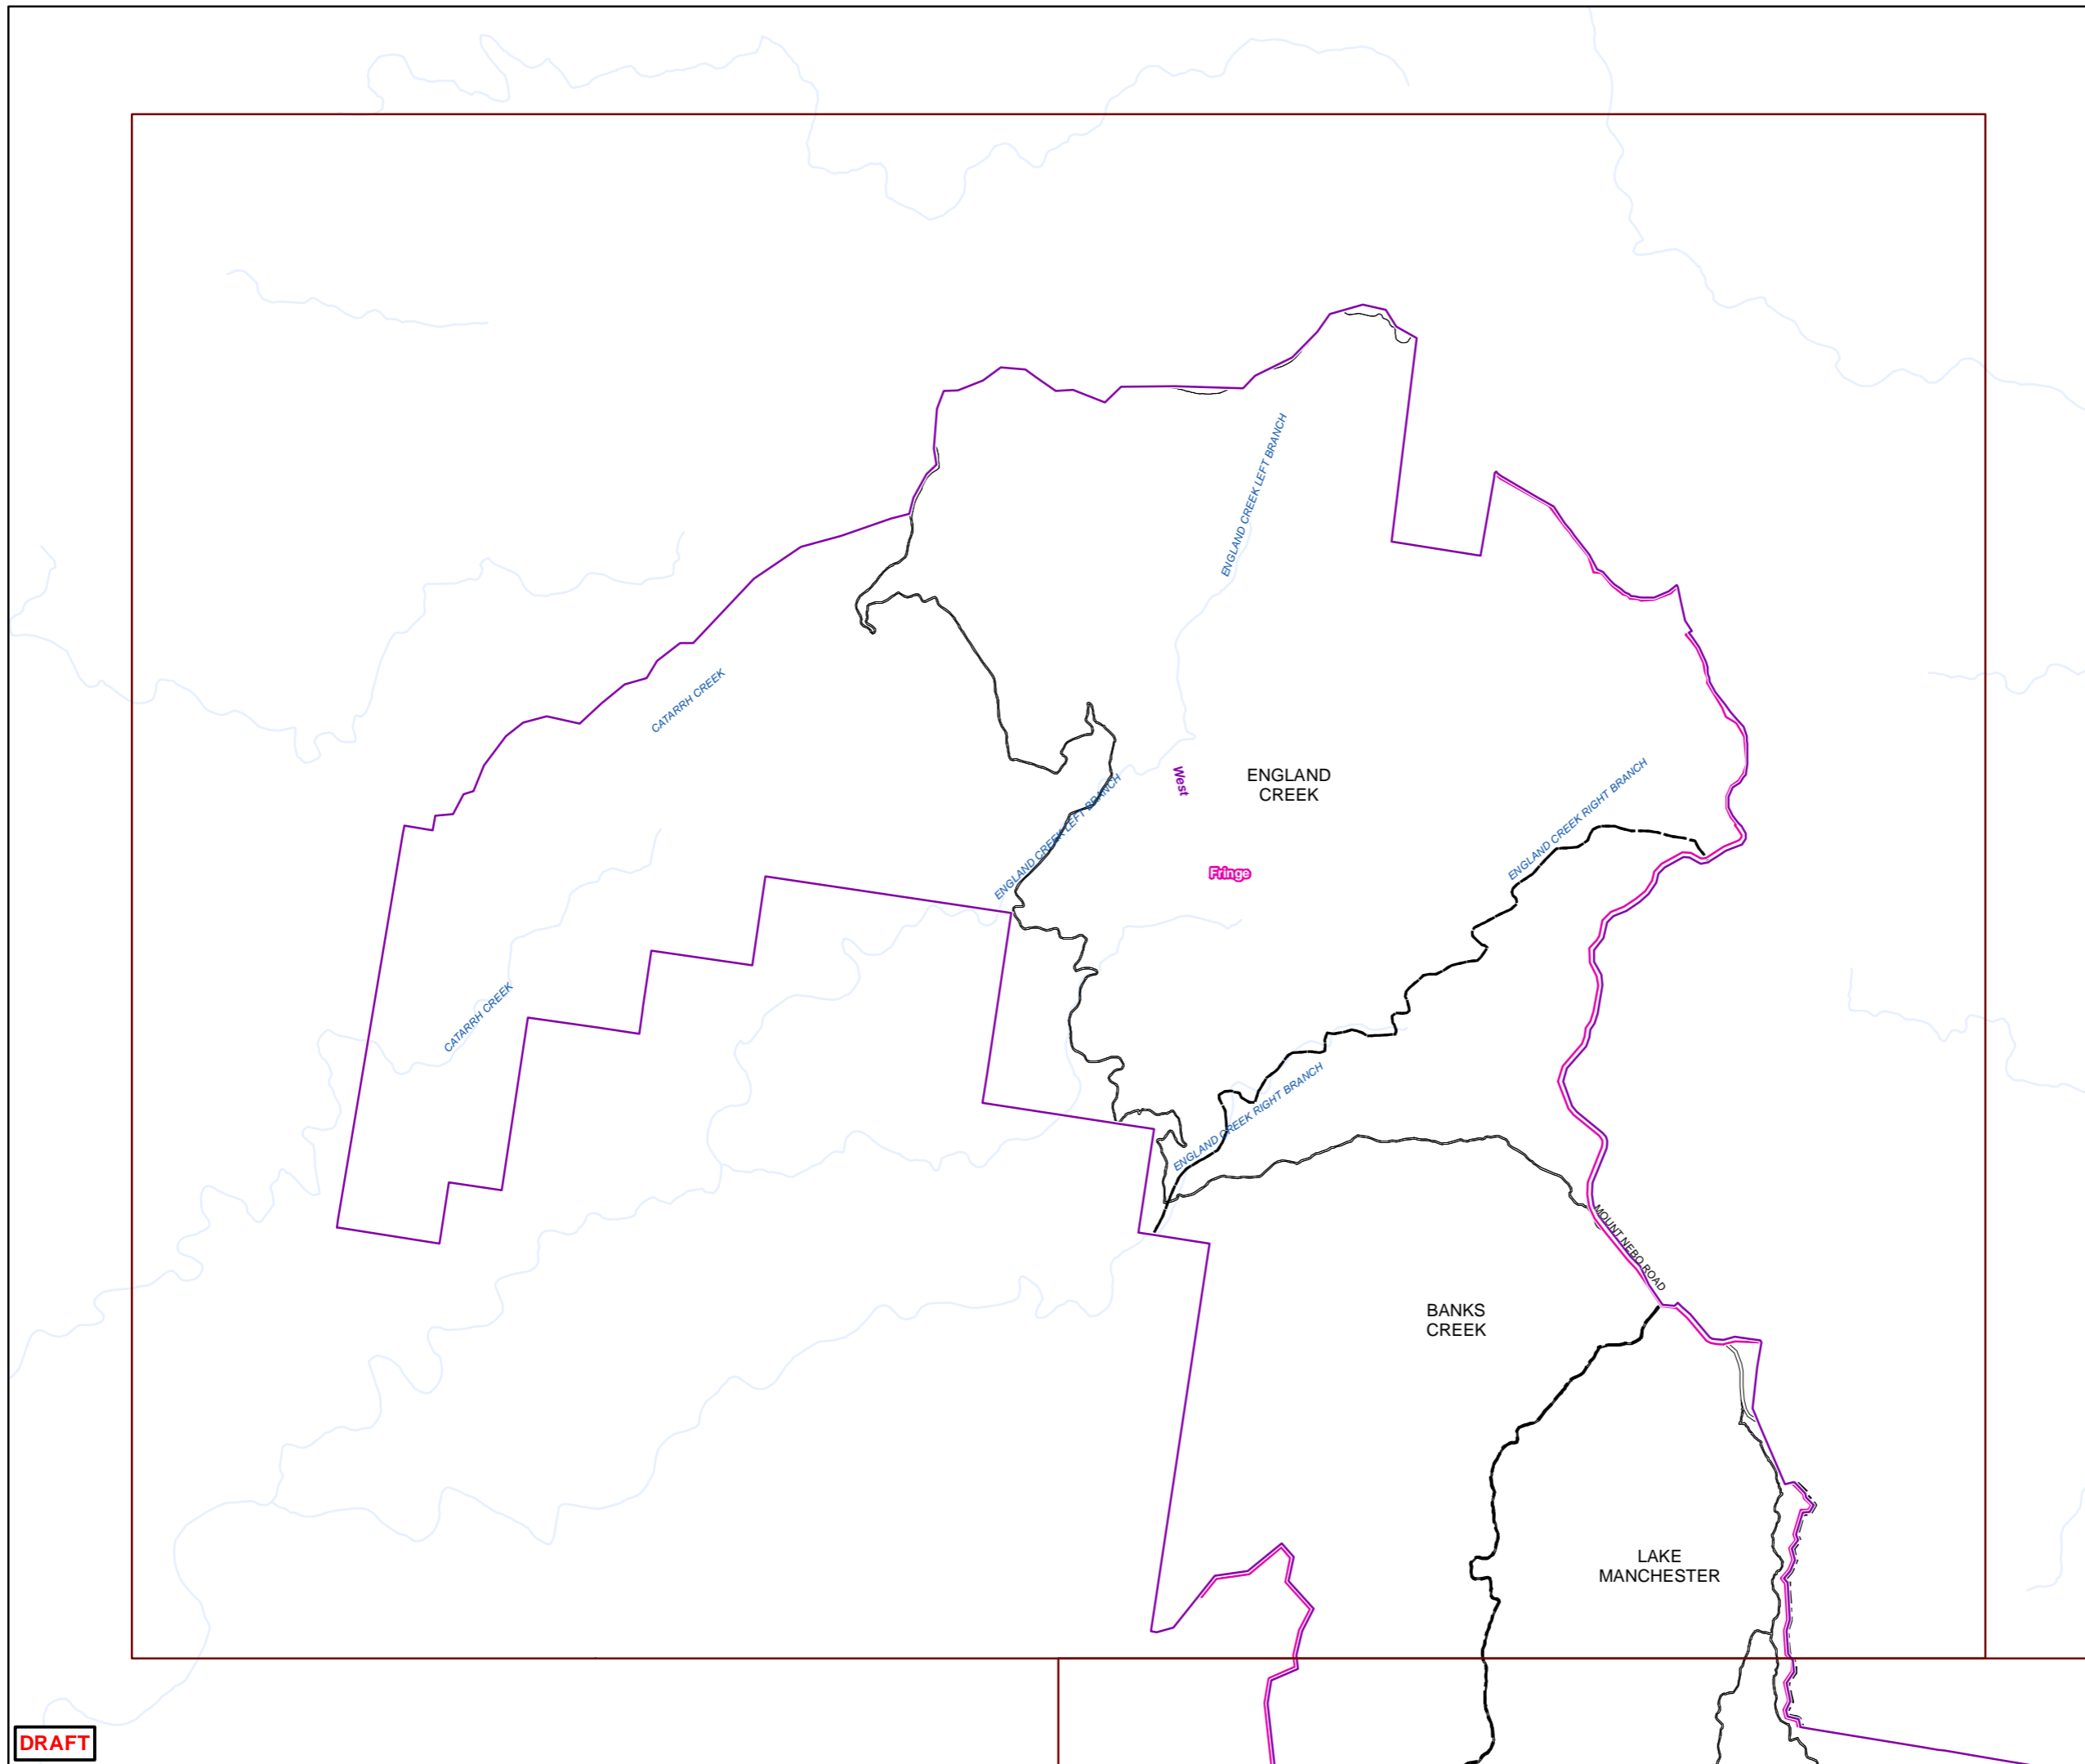 ENGLAND CREEK LEFT BRANCH
CATARRH CREEK
West
ENGLAND
CREEK
ENGLAND CREEK LEFT BRANCH
ENGLAND CREEK RIGHT BRANCH
Fringe
CATARRH CREEK
ENGLAND CREEK RIGHT BRANCH
MOUNT NEBO ROAD
BANKS
CREEK
LAKE
MANCHESTER
DRAFT